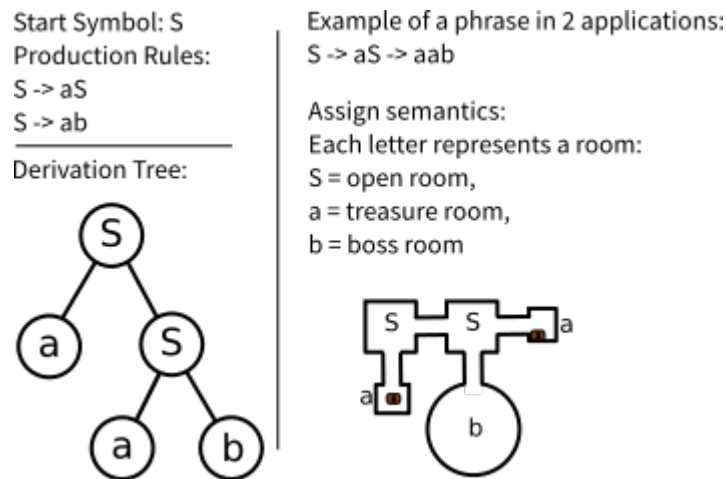 Start Symbol: S
Production Rules:
S -> aS
S -> ab
Derivation Tree:
S
a
S
a
b
Example of a phrase in 2 applications:
S -> aS -> aab
Assign semantics:
Each letter represents a room:
S = open room,
a = treasure room,
b = boss room
S
S
a
a
b